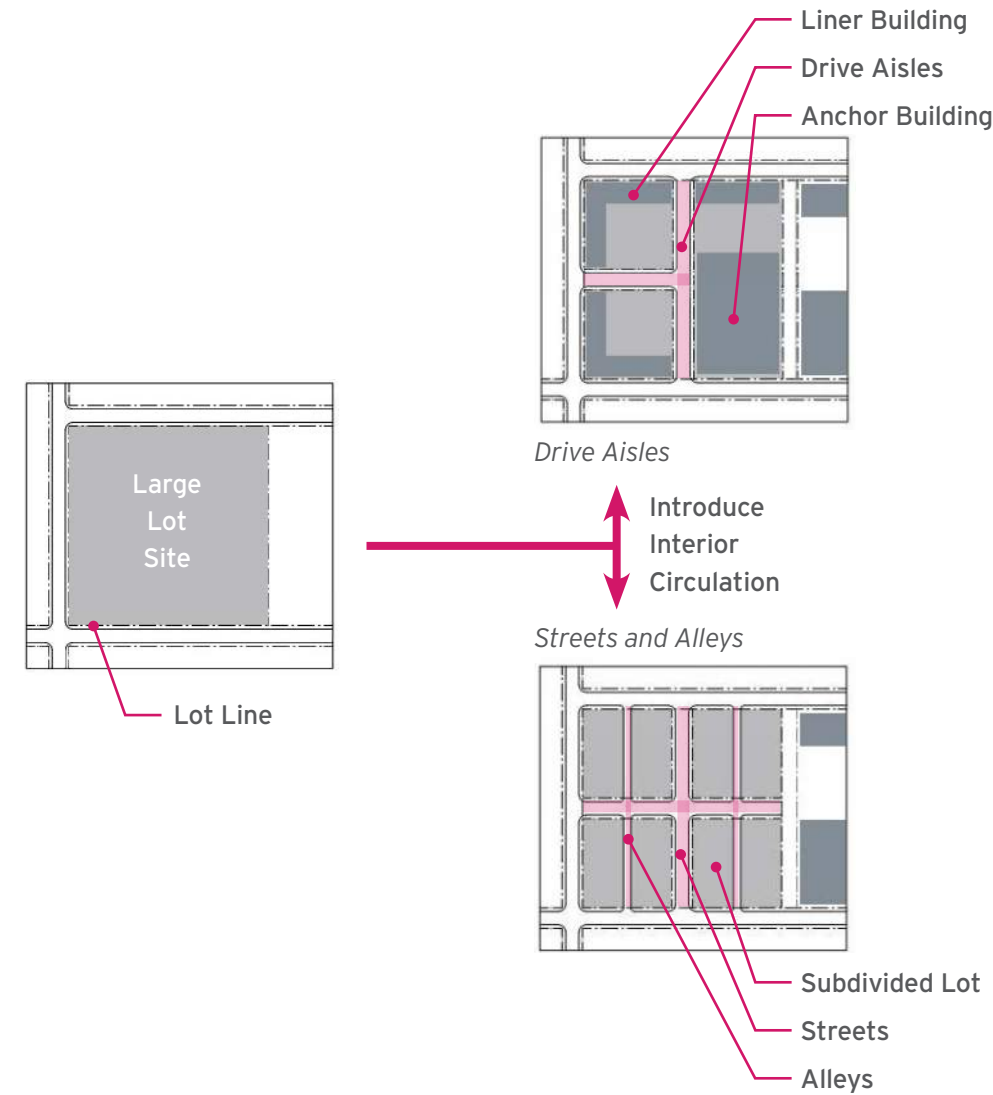 Liner Building
Drive Aisles
Anchor Building
Drive Aisles
Large
Lot
Site
Introduce
Interior
Circulation
Streets and Alleys
Lot Line
Subdivided Lot
Streets
Alleys